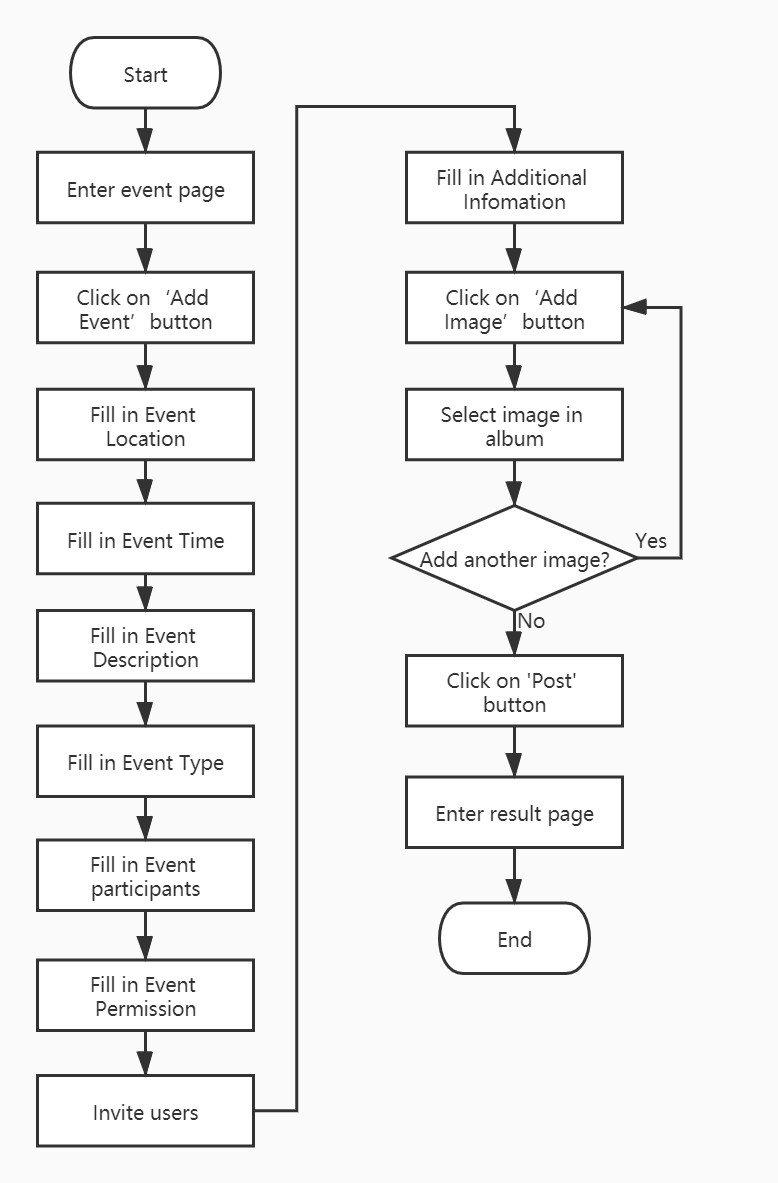 Start
Enter event page
Click on ‘Add
Event’ button
Fill in Event
Location
Fill in Event Time
Fill in Event
Description
Fill in Event Type
Fill in Event
participants
Fill in Event
Permission
Invite users
Fill in Additional
Infomation
Click on ‘Add
Image’ button
Select image in
album
Add another image?
Yes
No
Click on 'Post'
button
Enter result page
End